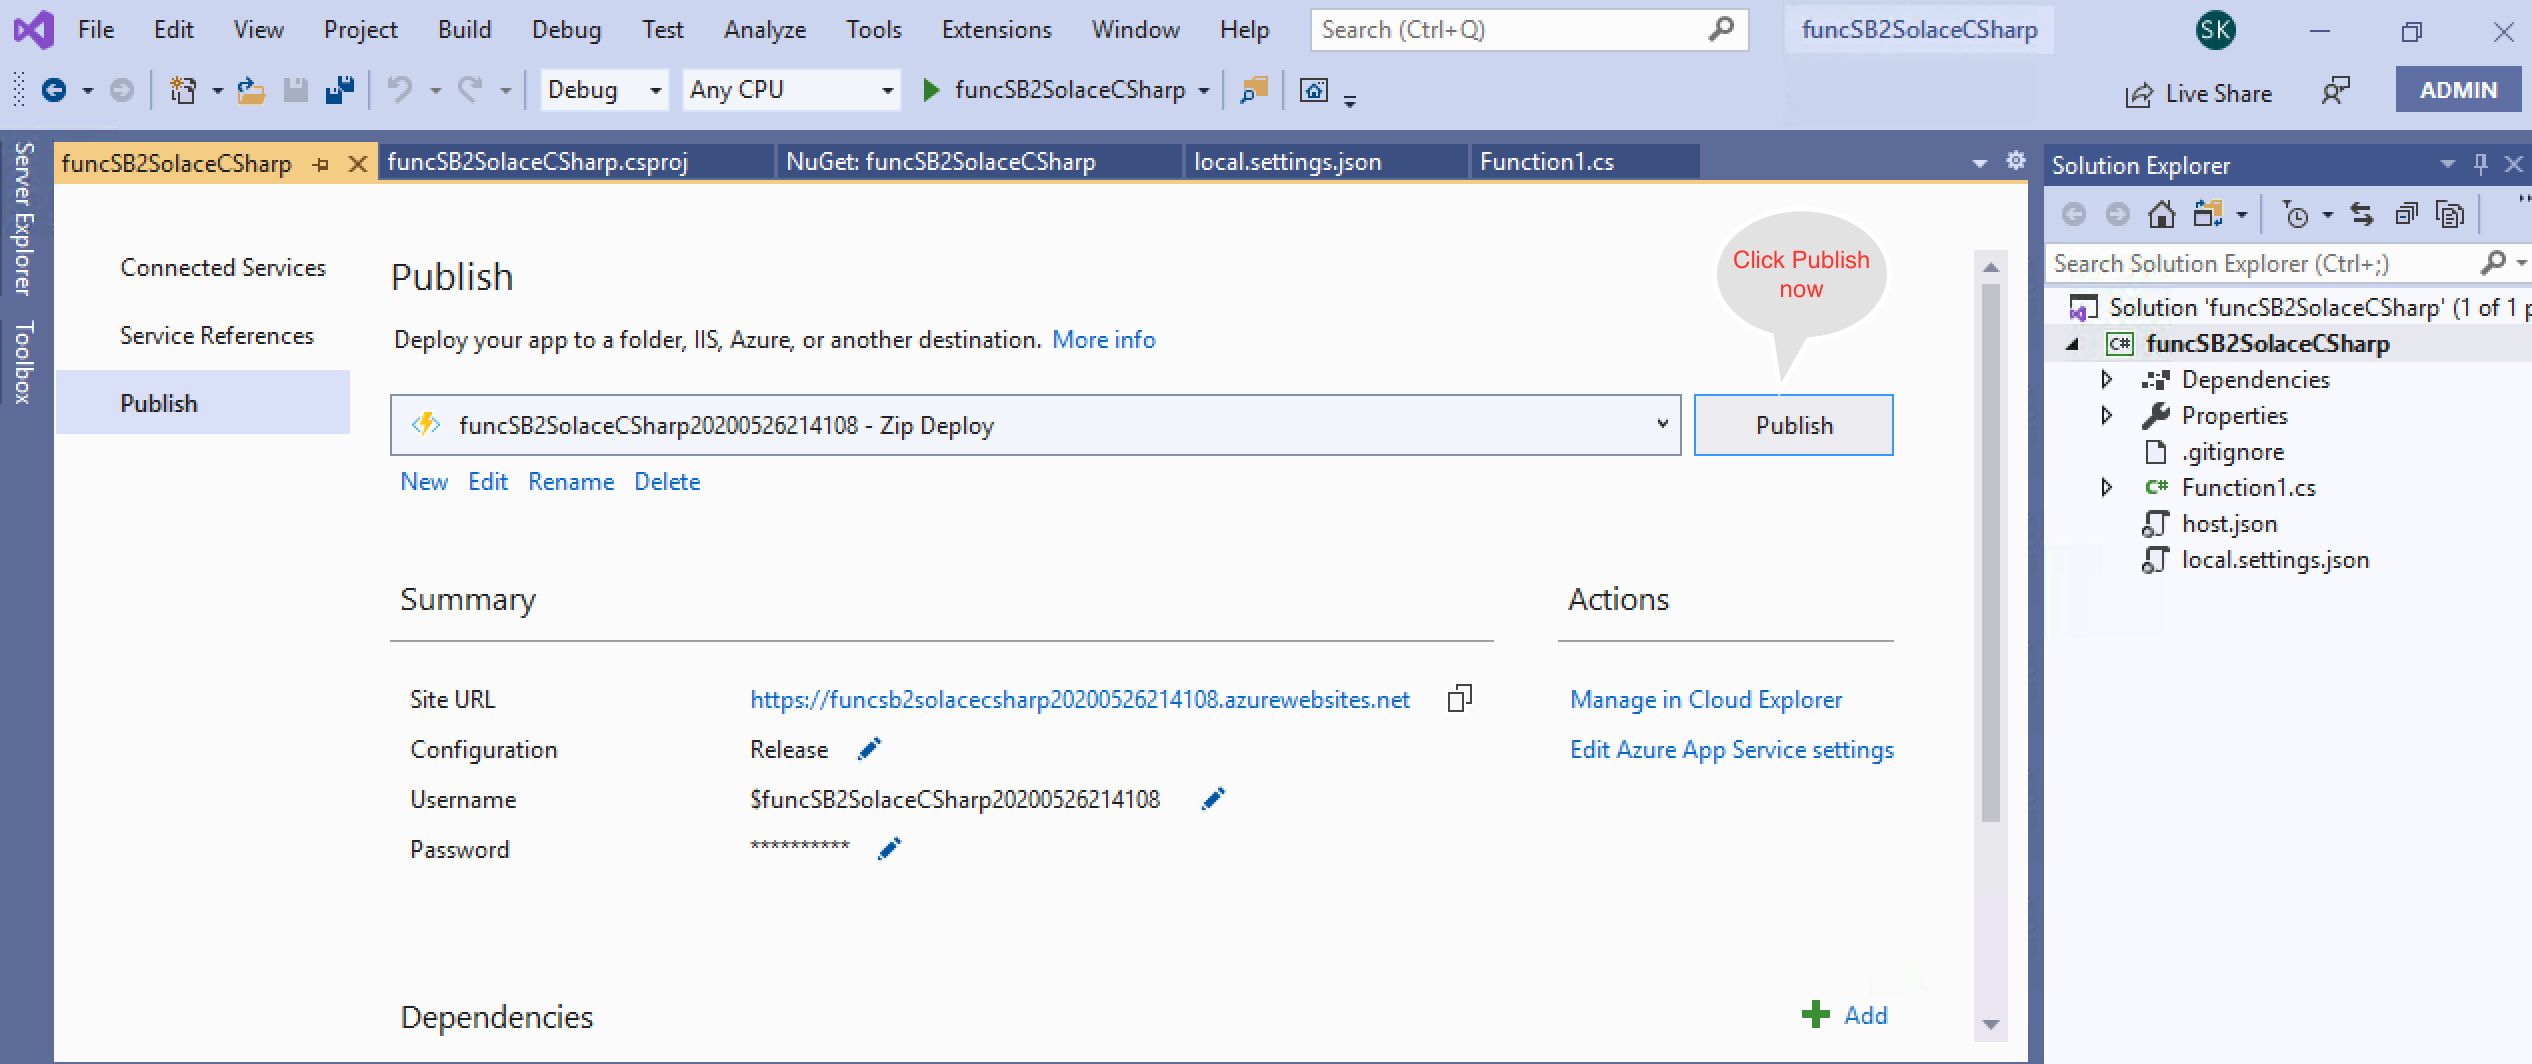 File Edit View Project Build Debug Test Analyze Tools Extensions Window Help Search (Ctrl+Q) funcSB2SolaceCSharp SK
Debug Any CPU funcSB2SolaceCSharp Live Share ADMIN
Server Explorer
Toolbox
funcSB2SolaceCSharp funcSB2SolaceCSharp.csproj NuGet: funcSB2SolaceCSharp local.settings.json Function1.cs
Connected Services
Service References
Publish
Publish
Deploy your app to a folder, IIS, Azure, or another destination. More info
Click Publish
now
funcSB2SolaceCSharp20200526214108 - Zip Deploy
Publish
New Edit Rename Delete
Summary
Site URL https://funcsb2solacecsharp20200526214108.azurewebsites.net
Configuration Release
Username $funcSB2SolaceCSharp20200526214108
Password **********
Actions
Manage in Cloud Explorer
Edit Azure App Service settings
Dependencies
Add
Solution Explorer
Search Solution Explorer (Ctrl+;)
Solution 'funcSB2SolaceCSharp' (1 of 1 p
C# funcSB2SolaceCSharp
Dependencies
Properties
.gitignore
C# Function1.cs
host.json
local.settings.json